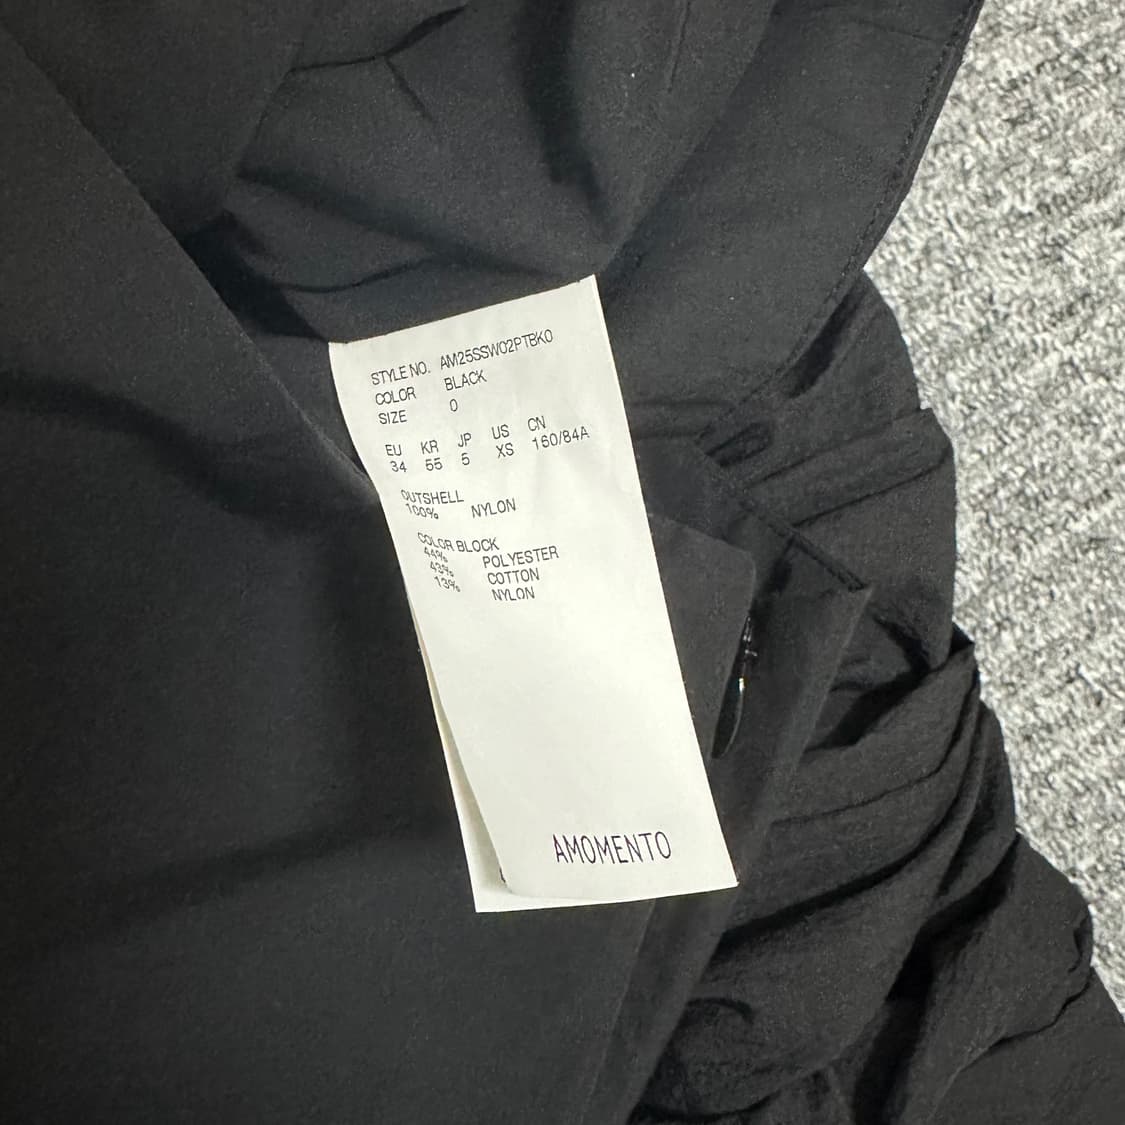 STYLE NO. AM25SSW02PTBK0
COLOR BLACK
SIZE 0
EU KR JP US CN
34 55 5 XS 160/84A
OUTSHELL
100% NYLON
COLOR BLOCK
44% POLYESTER
43% COTTON
13% NYLON
AMOMENTO